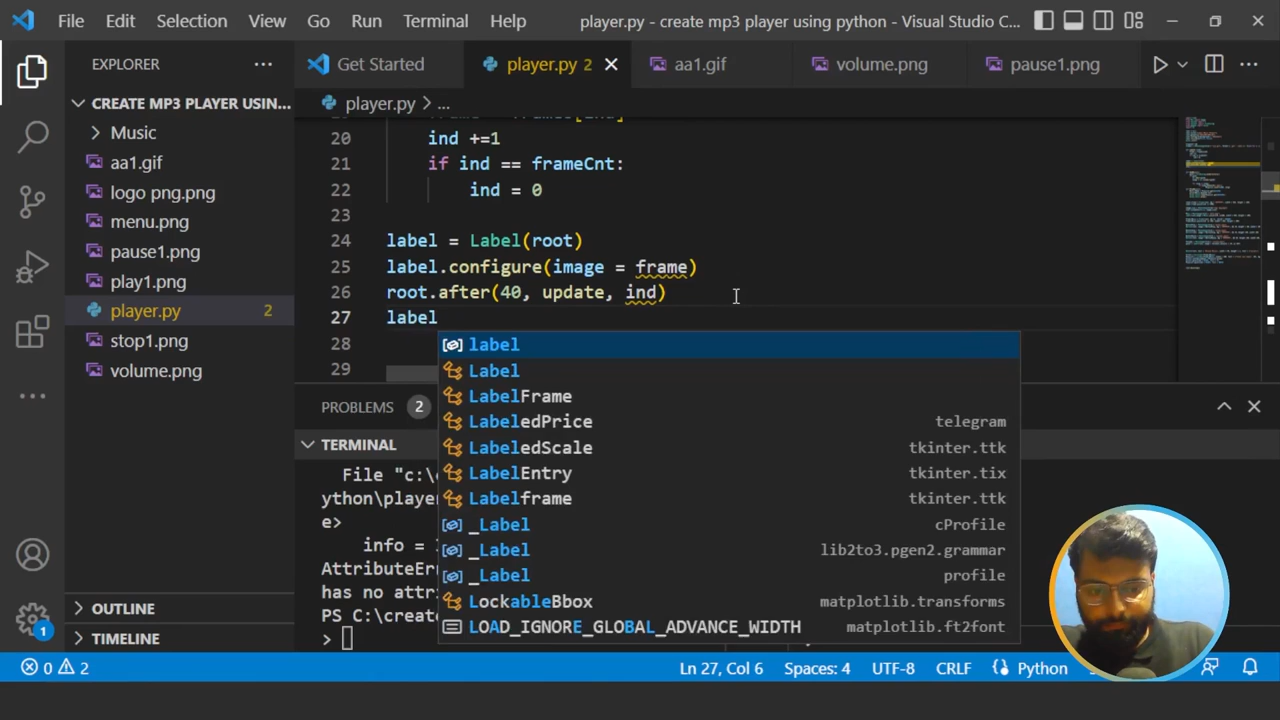 File Edit Selection View Go Run Terminal Help player.py - create mp3 player using python - Visual Studio C...
EXPLORER
CREATE MP3 PLAYER USIN...
Music
aa1.gif
logo png.png
menu.png
pause1.png
play1.png
player.py 2
stop1.png
volume.png
OUTLINE
TIMELINE
1
Get Started player.py 2 aa1.gif volume.png pause1.png
player.py > ...
20 ind +=1
21 if ind == frameCnt:
22 ind = 0
23
24 label = Label(root)
25 label.configure(image = frame)
26 root.after(40, update, ind)
27 label
28
29
label
Label
LabelFrame
LabeledPrice telegram
LabeledScale tkinter.ttk
LabelEntry tkinter.tix
Labelframe tkinter.ttk
_Label cProfile
_Label lib2to3.pgen2.grammar
_Label profile
LockableBbox matplotlib.transforms
LOAD_IGNORE_GLOBAL_ADVANCE_WIDTH matplotlib.ft2font
PROBLEMS 2
TERMINAL
File "c:\
ython\player
e>
info =
AttributeEr
has no attri
PS C:\creat
>
0 2 Ln 27, Col 6 Spaces: 4 UTF-8 CRLF Python